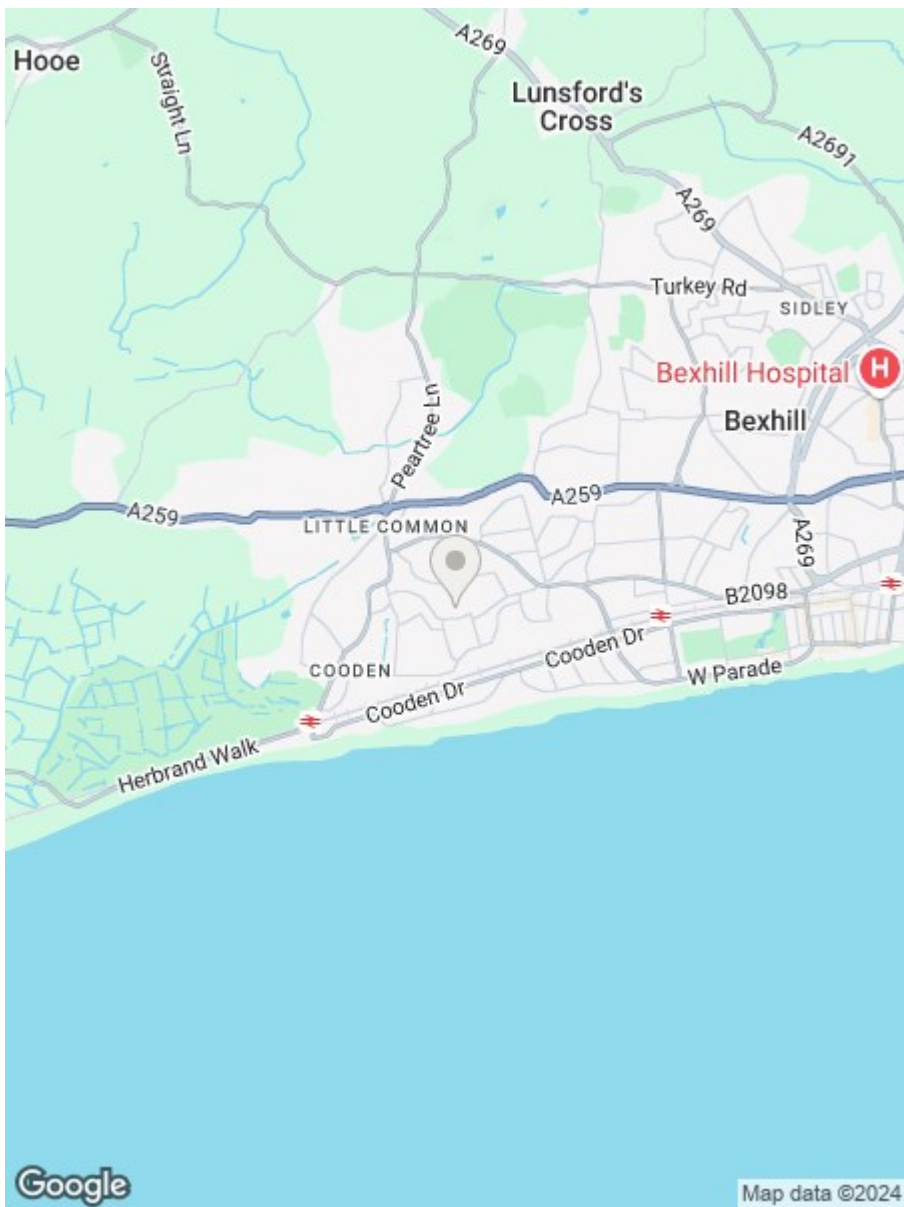 A269
Hooe
Straight Ln
Lunsford's
Cross
A2691
A269
Turkey Rd
SIDLEY
Bexhill Hospital
H
Bexhill
Peartree Ln
A259
A259
LITTLE COMMON
A269
B2098
Cooden Dr
COODEN
W Parade
Cooden Dr
Herbrand Walk
Google
Map data ©2024